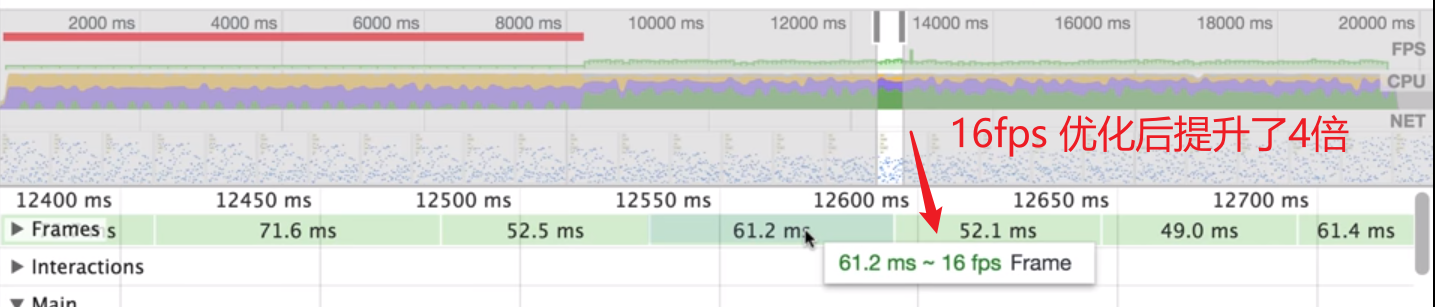 2000 ms 4000 ms 6000 ms 8000 ms 10000 ms 12000 ms 14000 ms 16000 ms 18000 ms 20000 ms
FPS
CPU
NET
16fps 优化后提升了4倍
12400 ms 12450 ms 12500 ms 12550 ms 12600 ms 12650 ms 12700 ms
Frames s 71.6 ms 52.5 ms 61.2 ms 52.1 ms 49.0 ms 61.4 ms
61.2 ms ~ 16 fps Frame
Interactions
Main